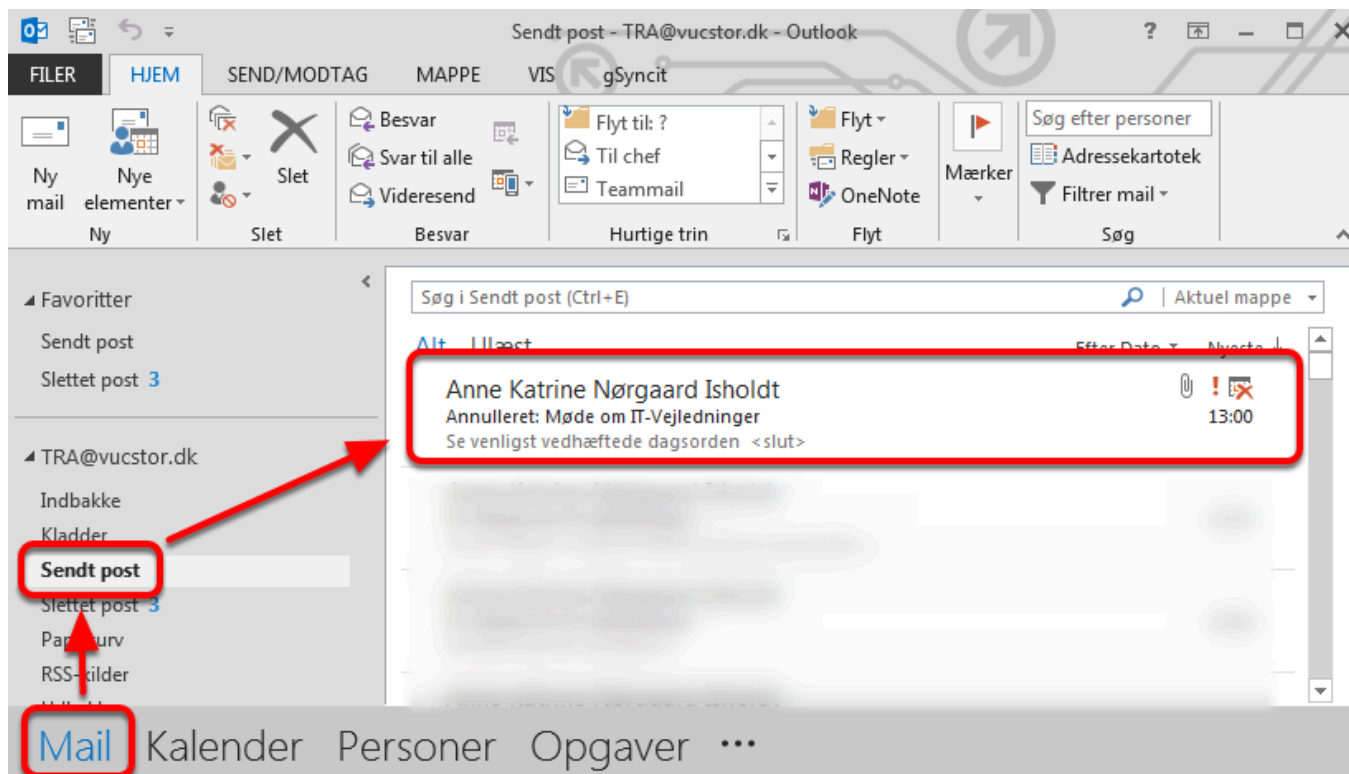 Sendt post - TRA@vucstor.dk - Outlook
?
FILER HJEM SEND/MODTAG MAPPE VIS gSyncit
Ny mail
Nye elementer
Ny
Slet
Slet
Besvar
Svar til alle
Videresend
Besvar
Flyt til: ?
Til chef
Teammail
Hurtige trin
Flyt
Regler
OneNote
Flyt
Mærker
Søg efter personer
Adressekartotek
Filtrer mail
Søg
Favoritter
Sendt post
Slettet post 3
TRA@vucstor.dk
Indbakke
Kladder
Sendt post
Slettet post 3
RSS-kilder
Søg i Sendt post (Ctrl+E) Aktuel mappe
Alt Ulæst Efter Dato Nyeste
Anne Katrine Nørgaard Isholdt
Annulleret: Møde om IT-Vejledninger 13:00
Se venligst vedhæftede dagsorden <slut>
Mail Kalender Personer Opgaver ···